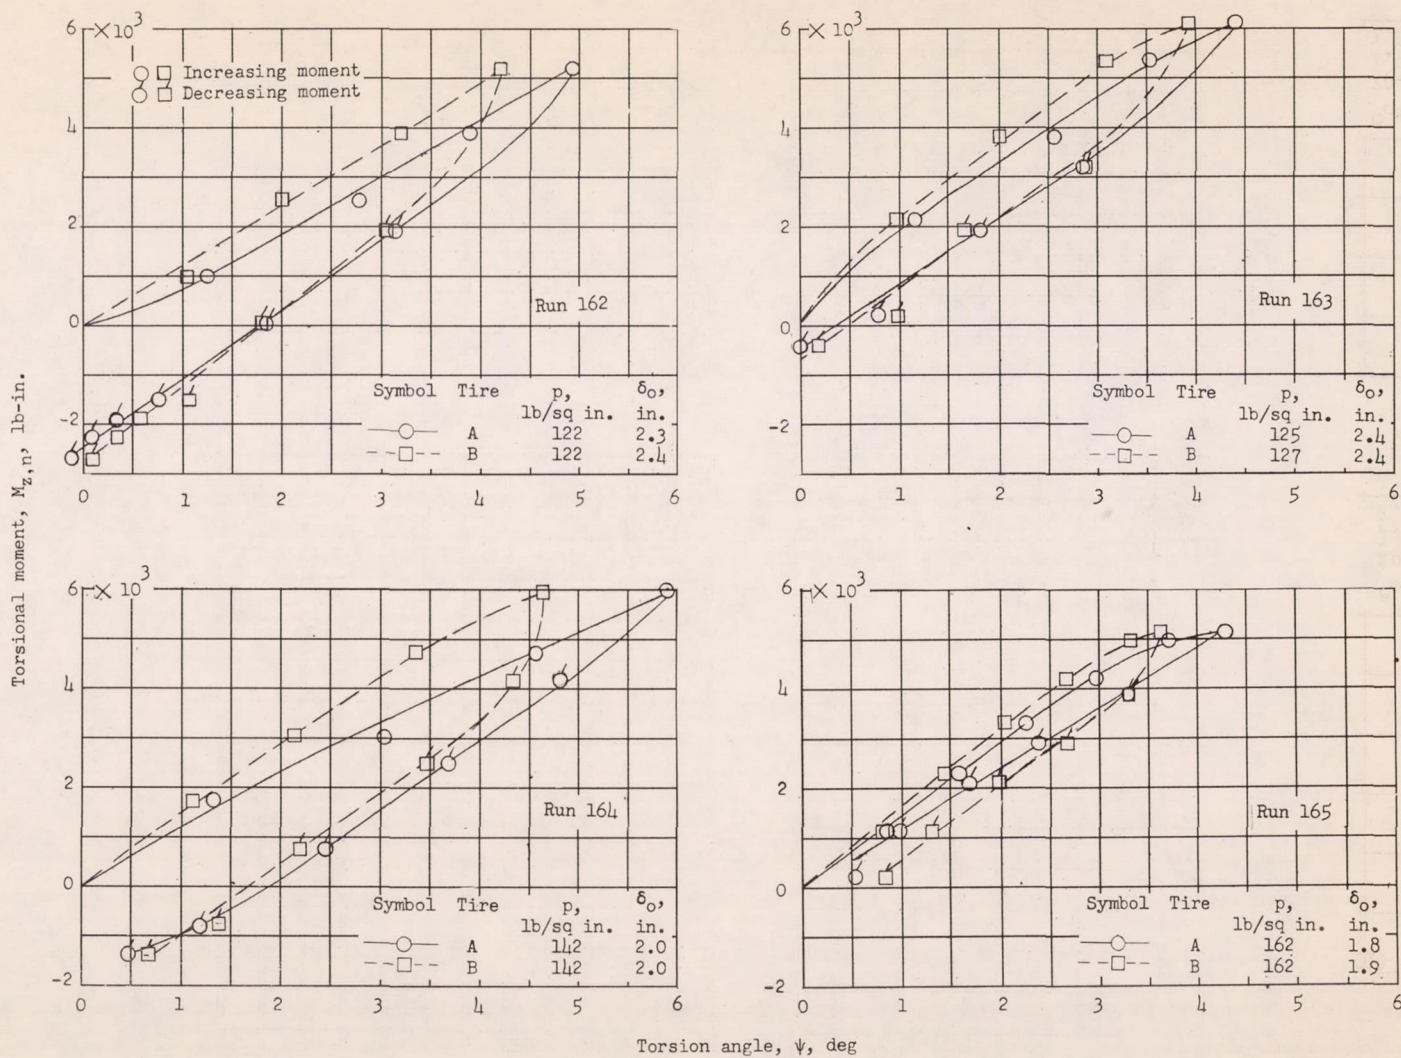 Torsional moment, M_z,n, lb-in.
6 ×10³
Increasing moment
Decreasing moment
4
2
0
-2
Run 162
Symbol Tire p, δ₀,
lb/sq in. in.
A 122 2.3
B 122 2.4
0 1 2 3 4 5 6
6 ×10³
4
2
0
-2
Run 163
Symbol Tire p, δ₀,
lb/sq in. in.
A 125 2.4
B 127 2.4
0 1 2 3 4 5 6
6 ×10³
4
2
0
-2
Run 164
Symbol Tire p, δ₀,
lb/sq in. in.
A 142 2.0
B 142 2.0
0 1 2 3 4 5 6
6 ×10³
4
2
0
-2
Run 165
Symbol Tire p, δ₀,
lb/sq in. in.
A 162 1.8
B 162 1.9
0 1 2 3 4 5 6
Torsion angle, ψ, deg